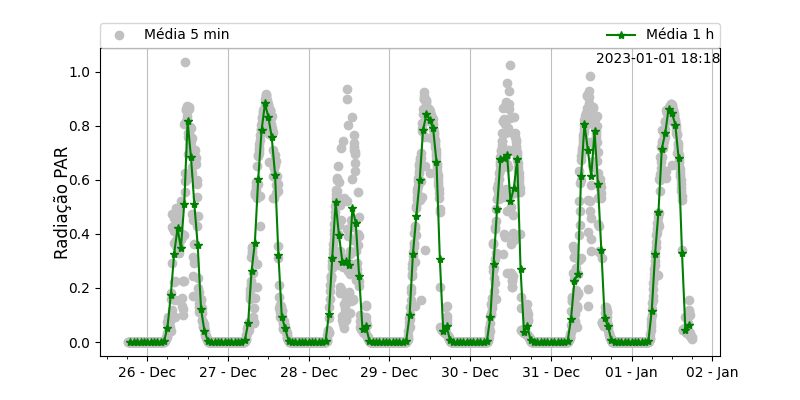 Média 5 min
Média 1 h
2023-01-01 18:18
Radiação PAR
1.0
0.8
0.6
0.4
0.2
0.0
26 - Dec
27 - Dec
28 - Dec
29 - Dec
30 - Dec
31 - Dec
01 - Jan
02 - Jan